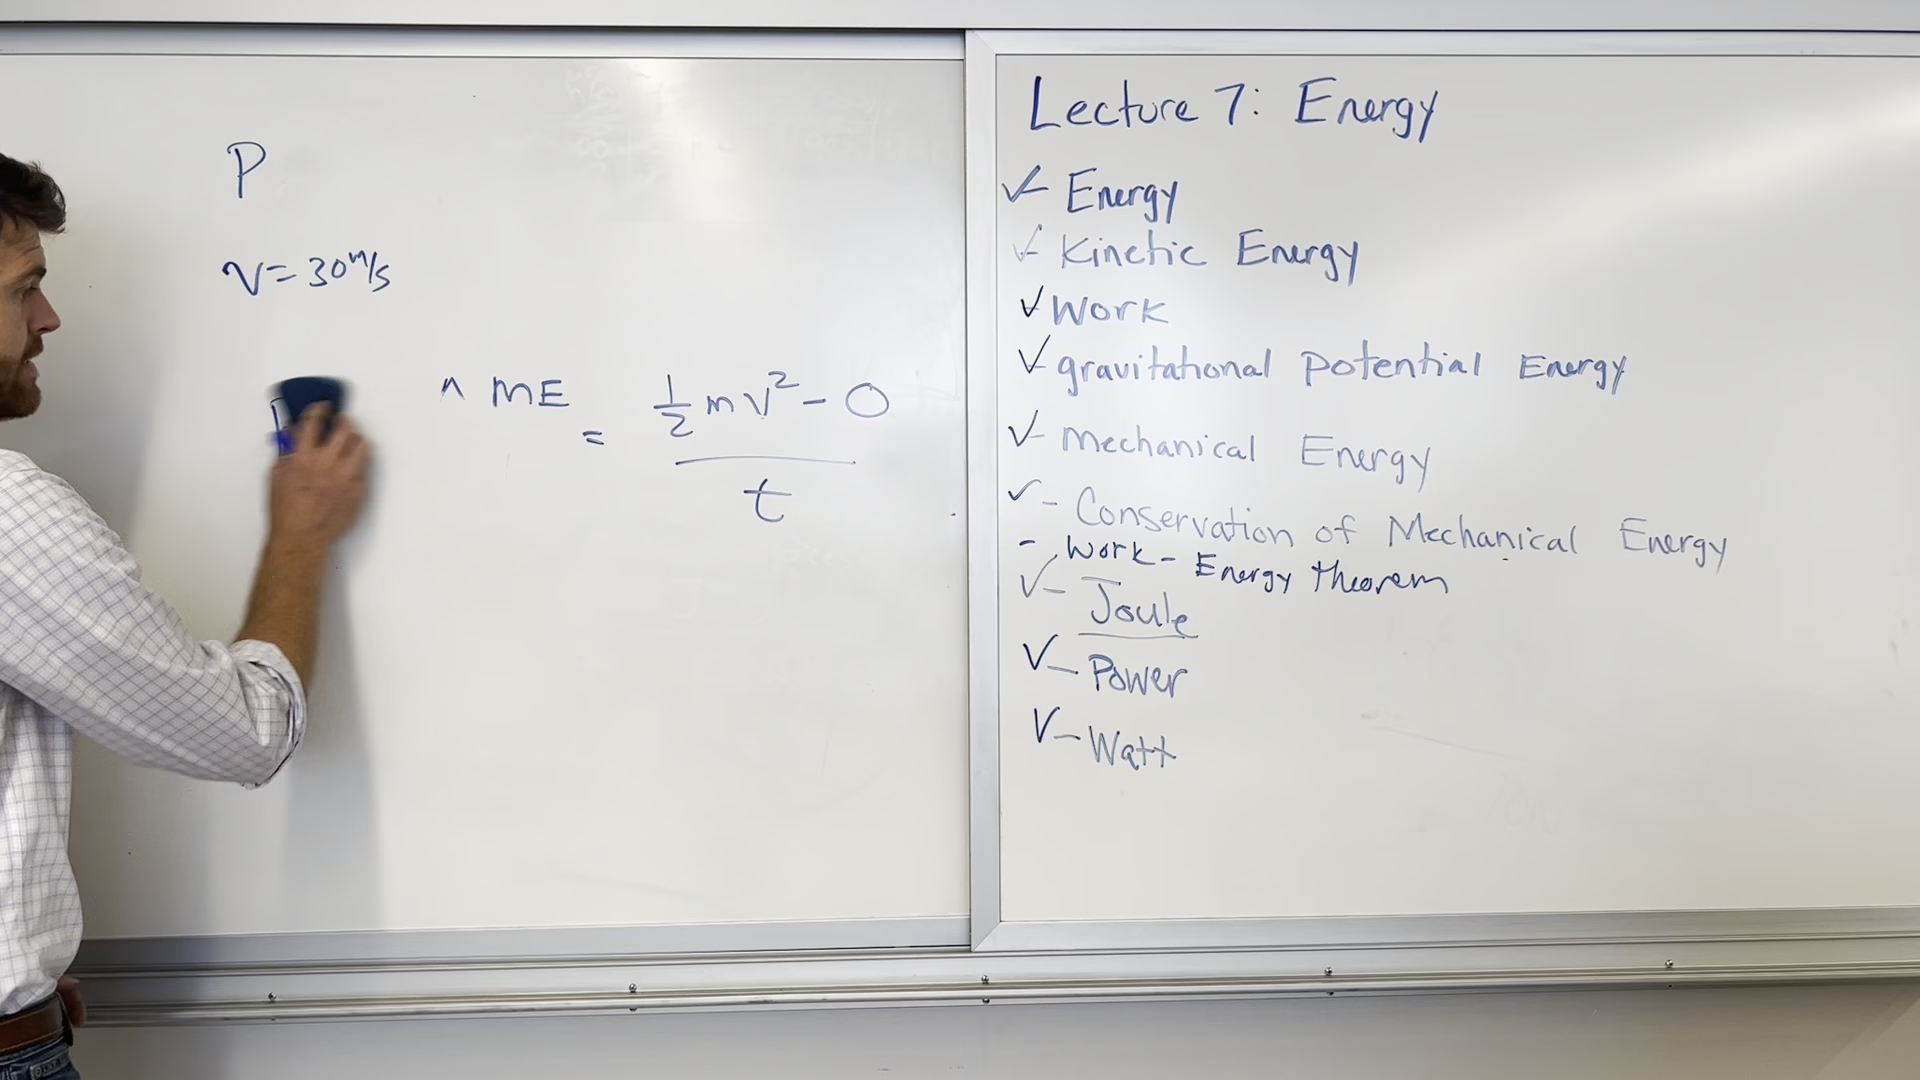 P
v = 30 m/s
ME = ½ mv² - 0
t
Lecture 7: Energy
✓ Energy
✓ Kinetic Energy
✓ Work
✓ gravitational Potential Energy
✓ Mechanical Energy
✓ - Conservation of Mechanical Energy
- Work - Energy theorem
✓ - Joule
✓ - Power
✓ - Watt